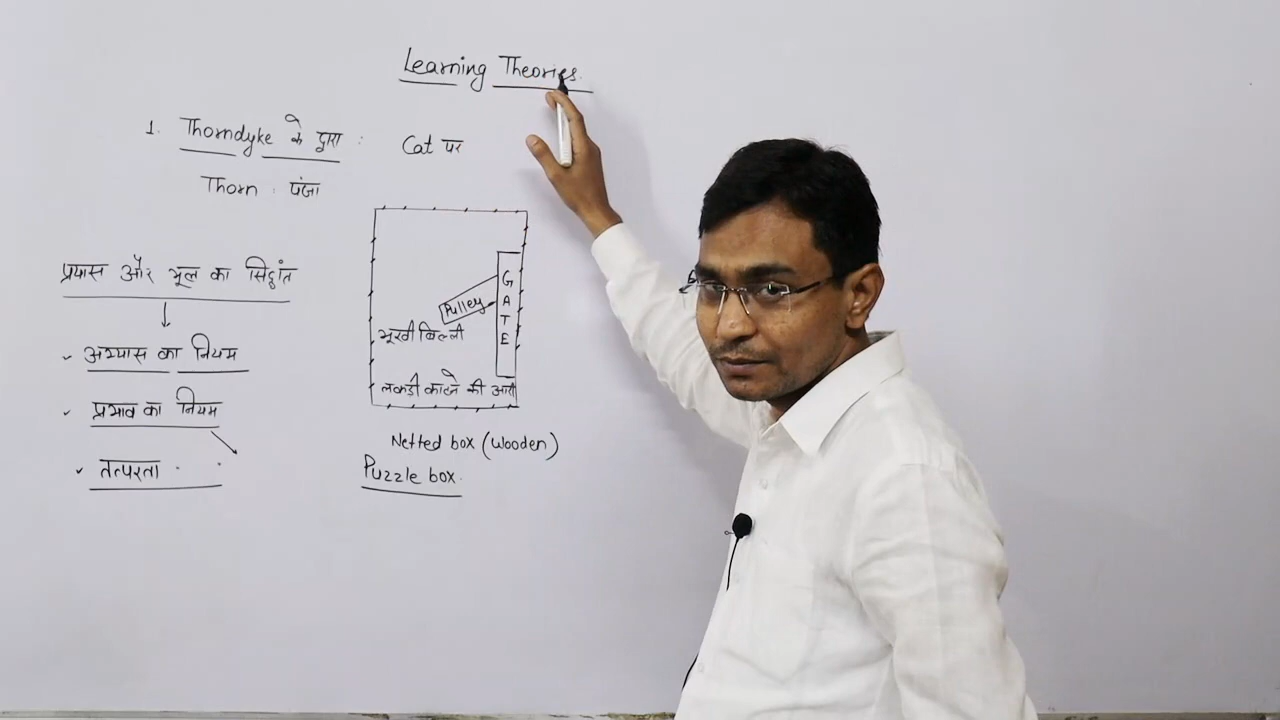 Learning Theories.
1. Thorndyke के द्वारा : Cat पर
Thorn : पंजा
प्रयास और भूल का सिद्धांत
अभ्यास का नियम
प्रभाव का नियम
तत्परता
GATE
Pulley
भूखी बिल्ली
लकड़ी काटने की आरी
Netted box (Wooden)
Puzzle box.